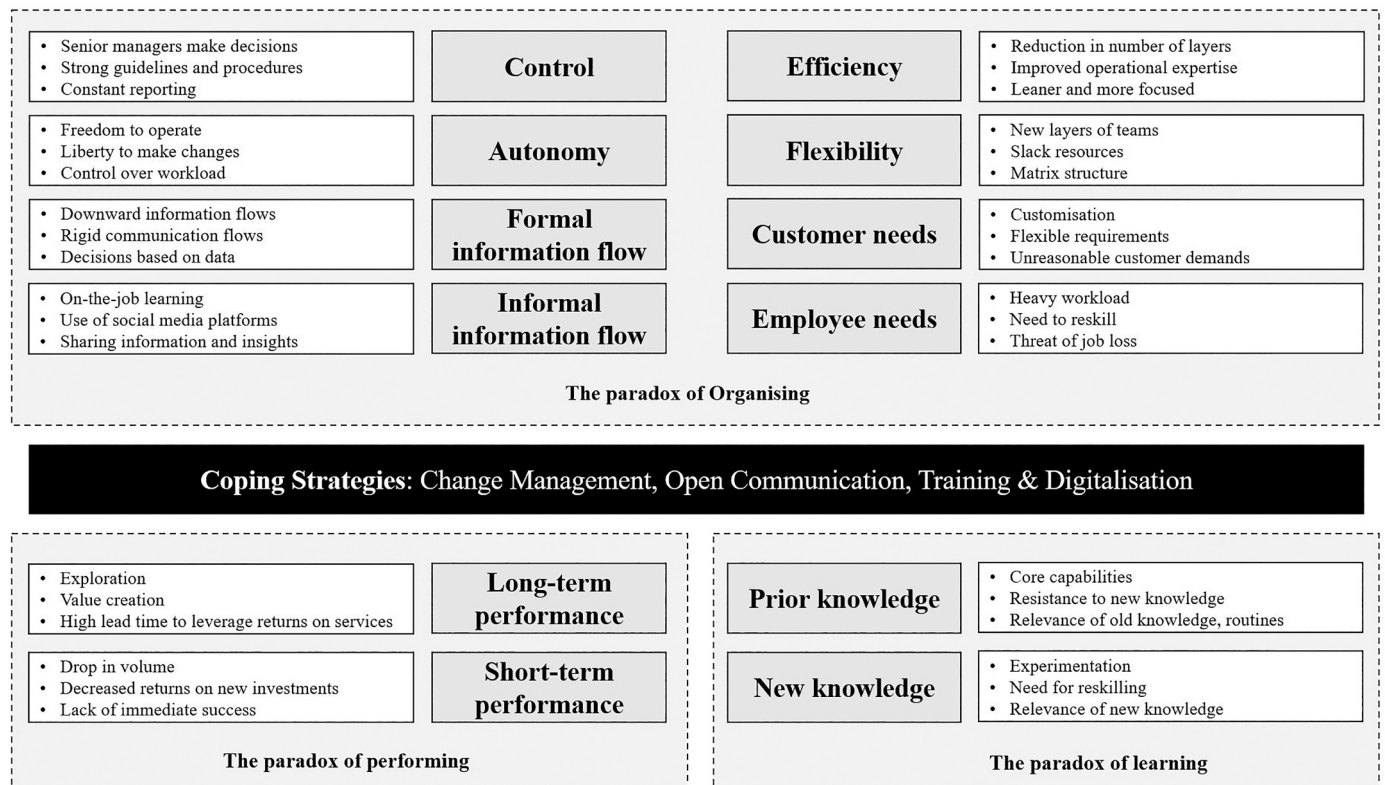 • Senior managers make decisions
• Strong guidelines and procedures
• Constant reporting
Control
Efficiency
• Reduction in number of layers
• Improved operational expertise
• Leaner and more focused
• Freedom to operate
• Liberty to make changes
• Control over workload
Autonomy
Flexibility
• New layers of teams
• Slack resources
• Matrix structure
• Downward information flows
• Rigid communication flows
• Decisions based on data
Formal
information flow
Customer needs
• Customisation
• Flexible requirements
• Unreasonable customer demands
• On-the-job learning
• Use of social media platforms
• Sharing information and insights
Informal
information flow
Employee needs
• Heavy workload
• Need to reskill
• Threat of job loss
The paradox of Organising
Coping Strategies: Change Management, Open Communication, Training & Digitalisation
• Exploration
• Value creation
• High lead time to leverage returns on services
Long-term
performance
• Drop in volume
• Decreased returns on new investments
• Lack of immediate success
Short-term
performance
The paradox of performing
Prior knowledge
• Core capabilities
• Resistance to new knowledge
• Relevance of old knowledge, routines
New knowledge
• Experimentation
• Need for reskilling
• Relevance of new knowledge
The paradox of learning